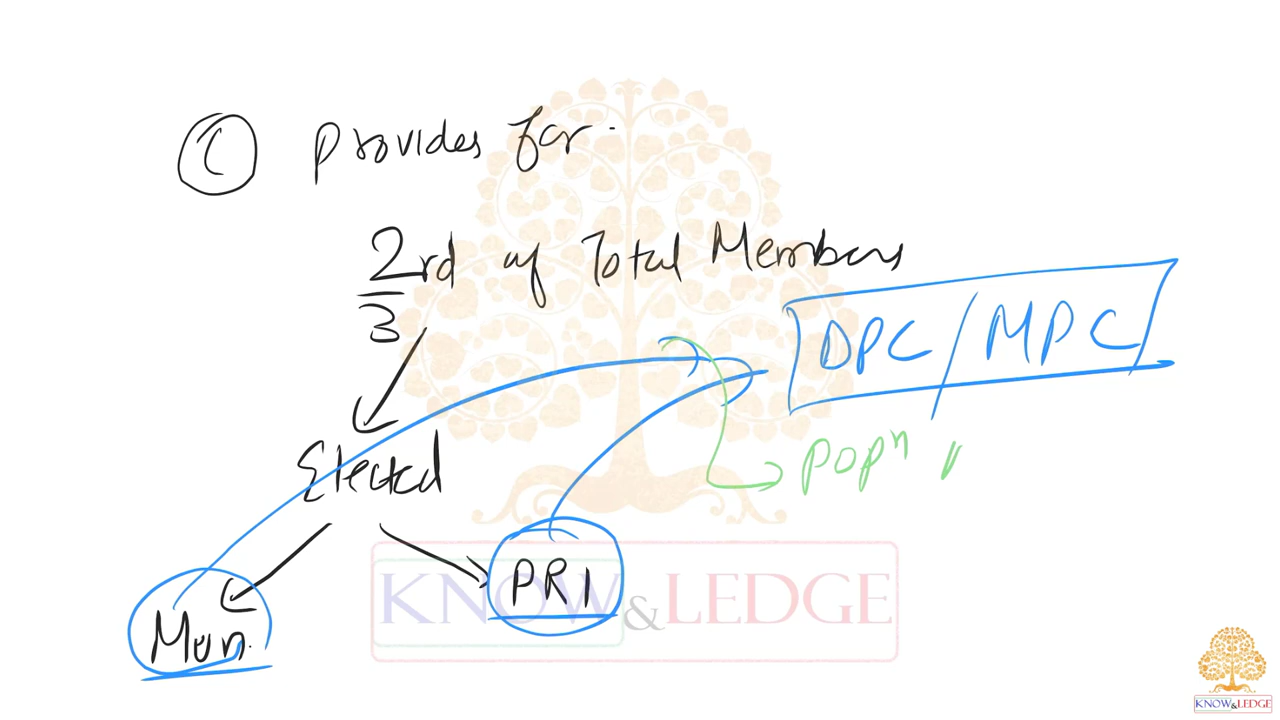 Provides for
2/3rd of Total Members
DPC/MPC
Elected
Popn
PRI
Mun.
KNOW&LEDGE
KNOW&LEDGE